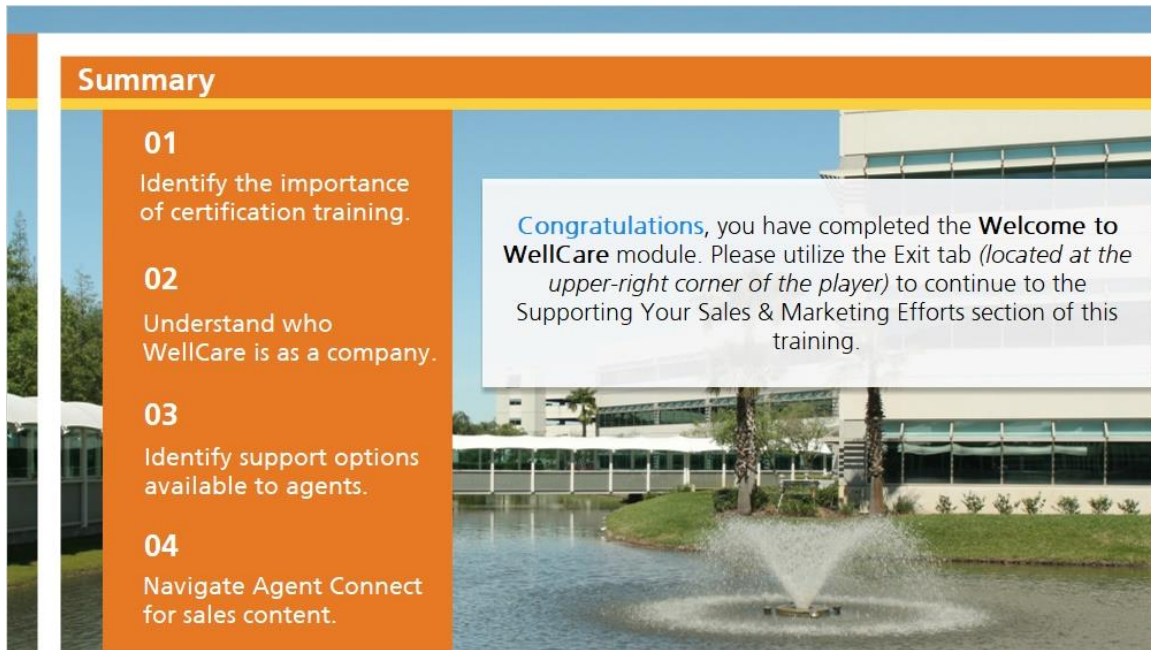 Summary
01
Identify the importance
of certification training.
02
Understand who
WellCare is as a company.
03
Identify support options
available to agents.
04
Navigate Agent Connect
for sales content.
Congratulations, you have completed the Welcome to
WellCare module. Please utilize the Exit tab (located at the
upper-right corner of the player) to continue to the
Supporting Your Sales & Marketing Efforts section of this
training.